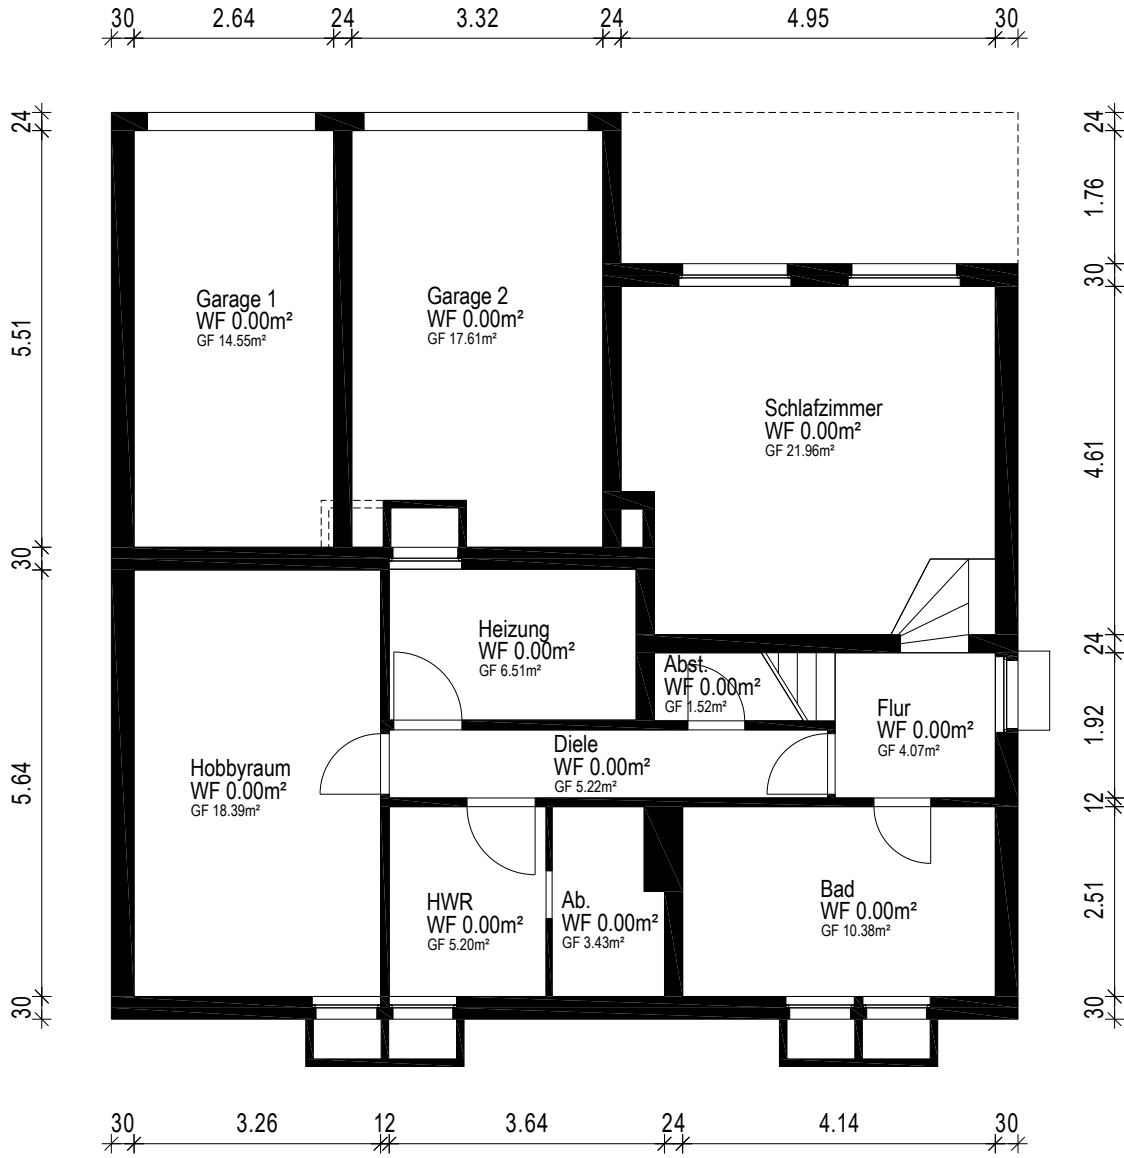 30 2.64 24 3.32 24 4.95 30
24
5.51
30
5.64
30
24
1.76
30
4.61
24
1.92
12
2.51
30
Garage 1
WF 0.00m²
GF 14.55m²
Garage 2
WF 0.00m²
GF 17.61m²
Schlafzimmer
WF 0.00m²
GF 21.96m²
Heizung
WF 0.00m²
GF 6.51m²
Abst.
WF 0.00m²
GF 1.52m²
Flur
WF 0.00m²
GF 4.07m²
Diele
WF 0.00m²
GF 5.22m²
Hobbyraum
WF 0.00m²
GF 18.39m²
HWR
WF 0.00m²
GF 5.20m²
Ab.
WF 0.00m²
GF 3.43m²
Bad
WF 0.00m²
GF 10.38m²
30 3.26 12 3.64 24 4.14 30